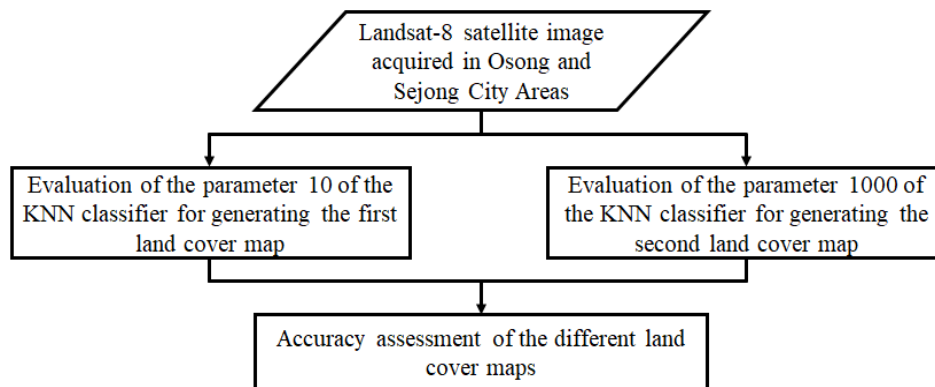 Landsat-8 satellite image
acquired in Osong and
Sejong City Areas
Evaluation of the parameter 10 of the
KNN classifier for generating the first
land cover map
Evaluation of the parameter 1000 of
the KNN classifier for generating the
second land cover map
Accuracy assessment of the different land
cover maps